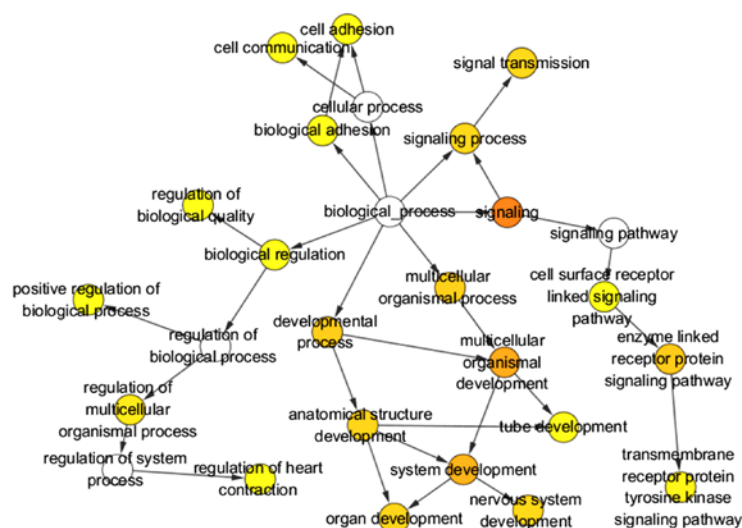 cell adhesion
cell communication
signal transmission
cellular process
biological adhesion
signaling process
regulation of
biological quality
biological_process
signaling
signaling pathway
biological regulation
multicellular
organismal process
cell surface receptor
linked signaling
pathway
positive regulation of
biological process
developmental
process
regulation of
biological process
multicellular
organismal
development
enzyme linked
receptor protein
signaling pathway
regulation of
multicellular
organismal process
anatomical structure
development
tube development
regulation of system
process
regulation of heart
contraction
system development
transmembrane
receptor protein
tyrosine kinase
signaling pathway
organ development
nervous system
development